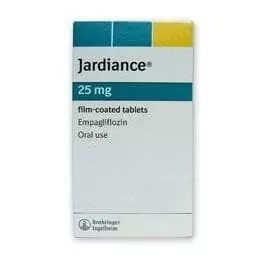 Jardiance®
25 mg
film-coated tablets
Empagliflozin
Oral use
Boehringer
Ingelheim